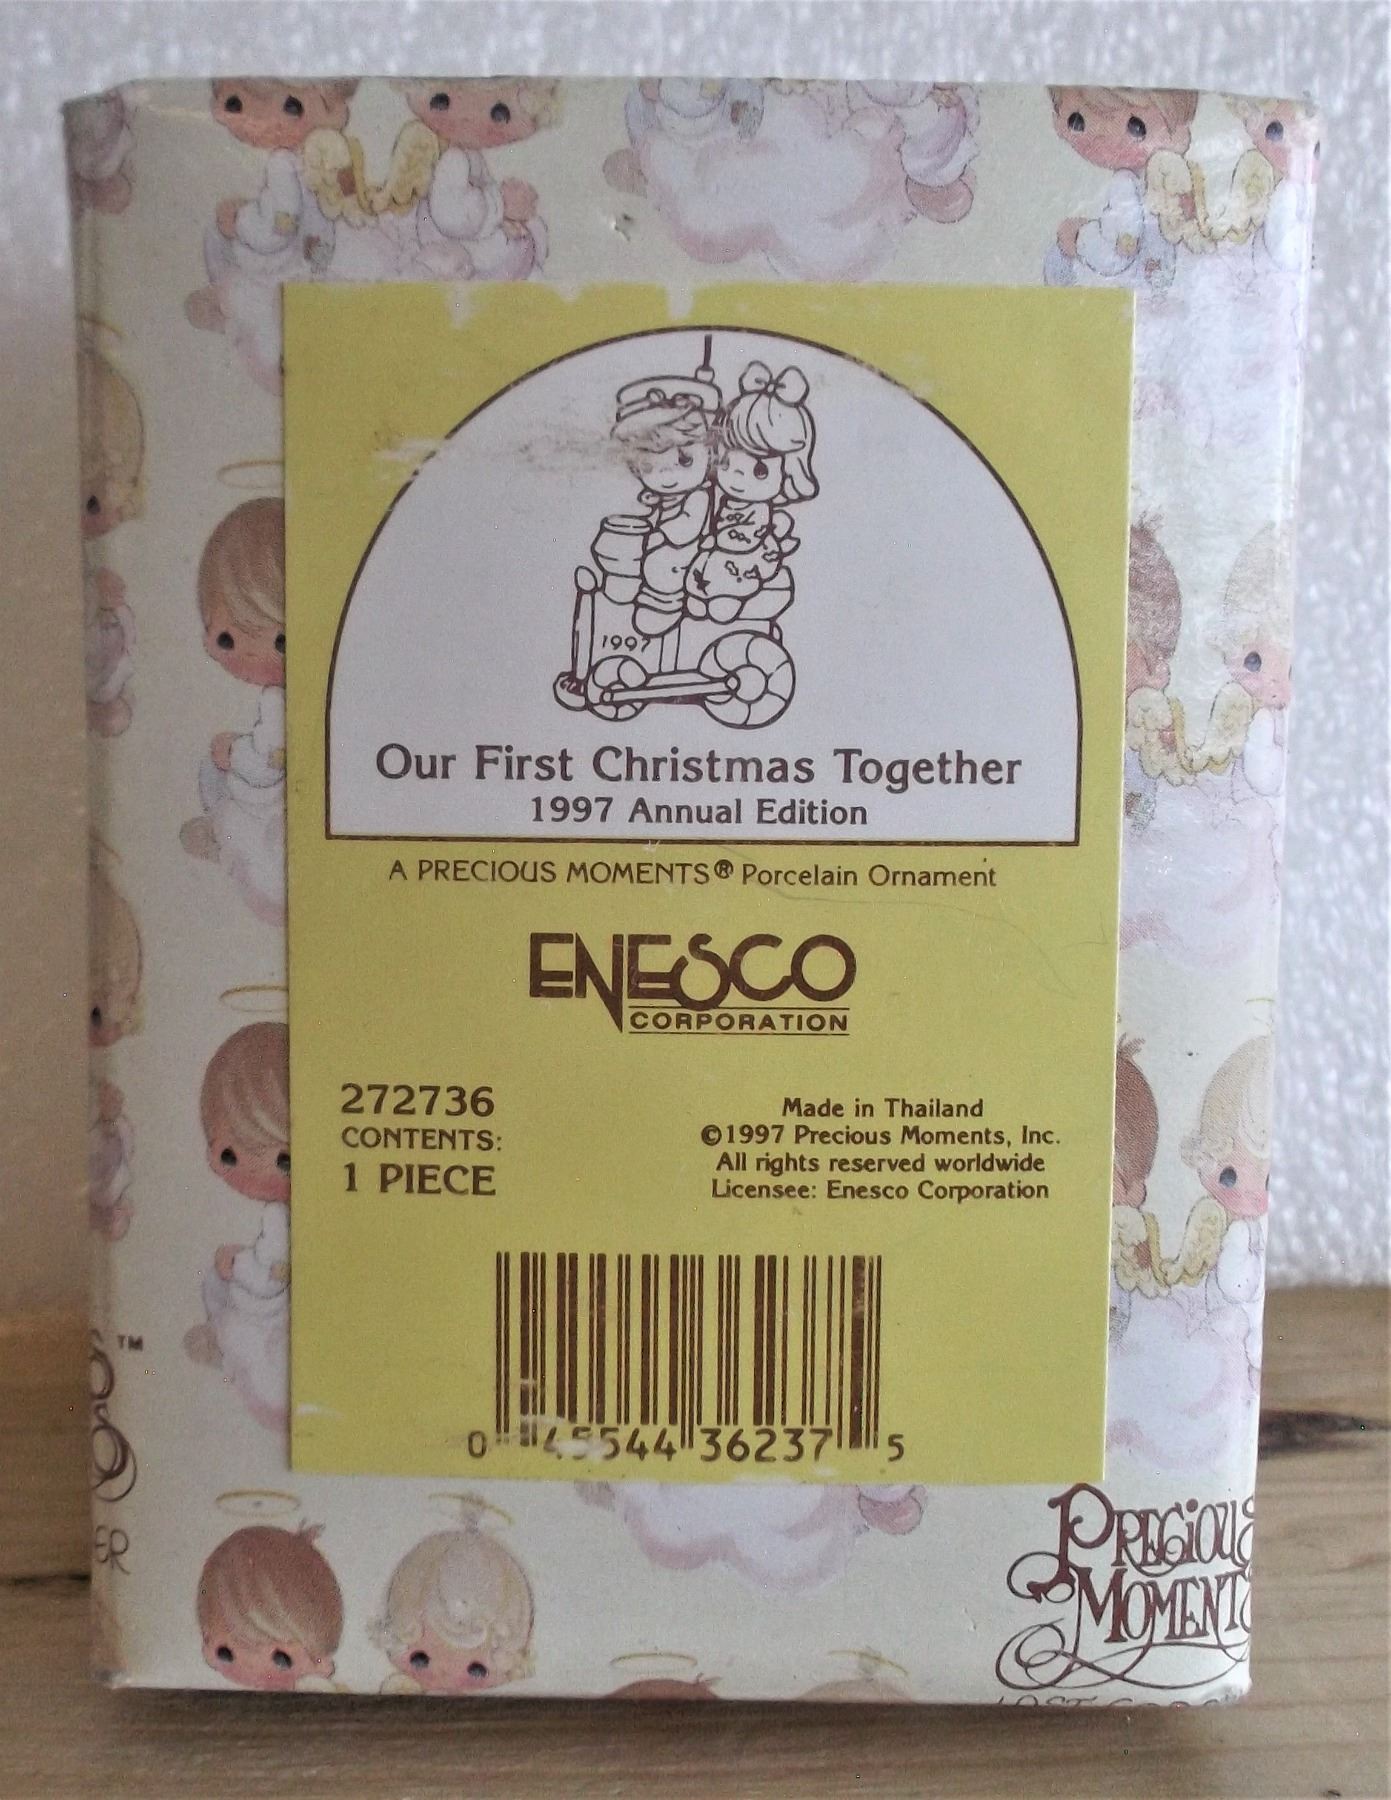 1997
Our First Christmas Together
1997 Annual Edition
A PRECIOUS MOMENTS® Porcelain Ornament
ENESCO
CORPORATION
272736
CONTENTS:
1 PIECE
Made in Thailand
©1997 Precious Moments, Inc.
All rights reserved worldwide
Licensee: Enesco Corporation
0 45544 36237 5
TM
ER
PRECIOUS
MOMENTS